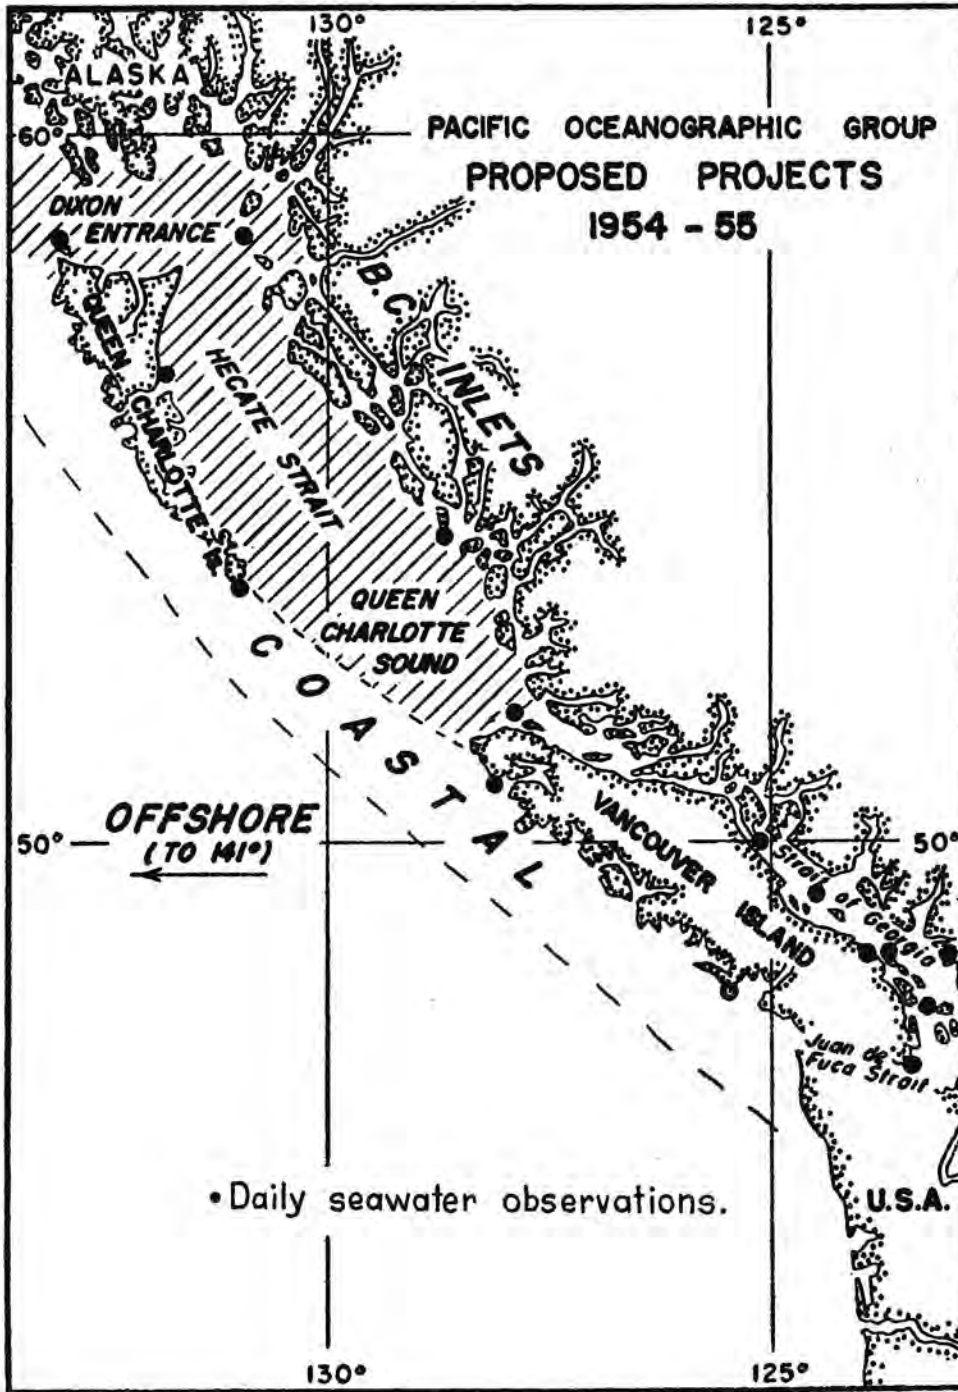 130°
125°
ALASKA
60°
PACIFIC OCEANOGRAPHIC GROUP
PROPOSED PROJECTS
1954 - 55
DIXON
ENTRANCE
B.C. INLETS
QUEEN CHARLOTTE IS.
HECATE STRAIT
QUEEN
CHARLOTTE
SOUND
COASTAL
OFFSHORE
(TO 141°)
50°
50°
VANCOUVER ISLAND
Strait of Georgia
Juan de
Fuca Strait
U.S.A.
• Daily seawater observations.
130°
125°